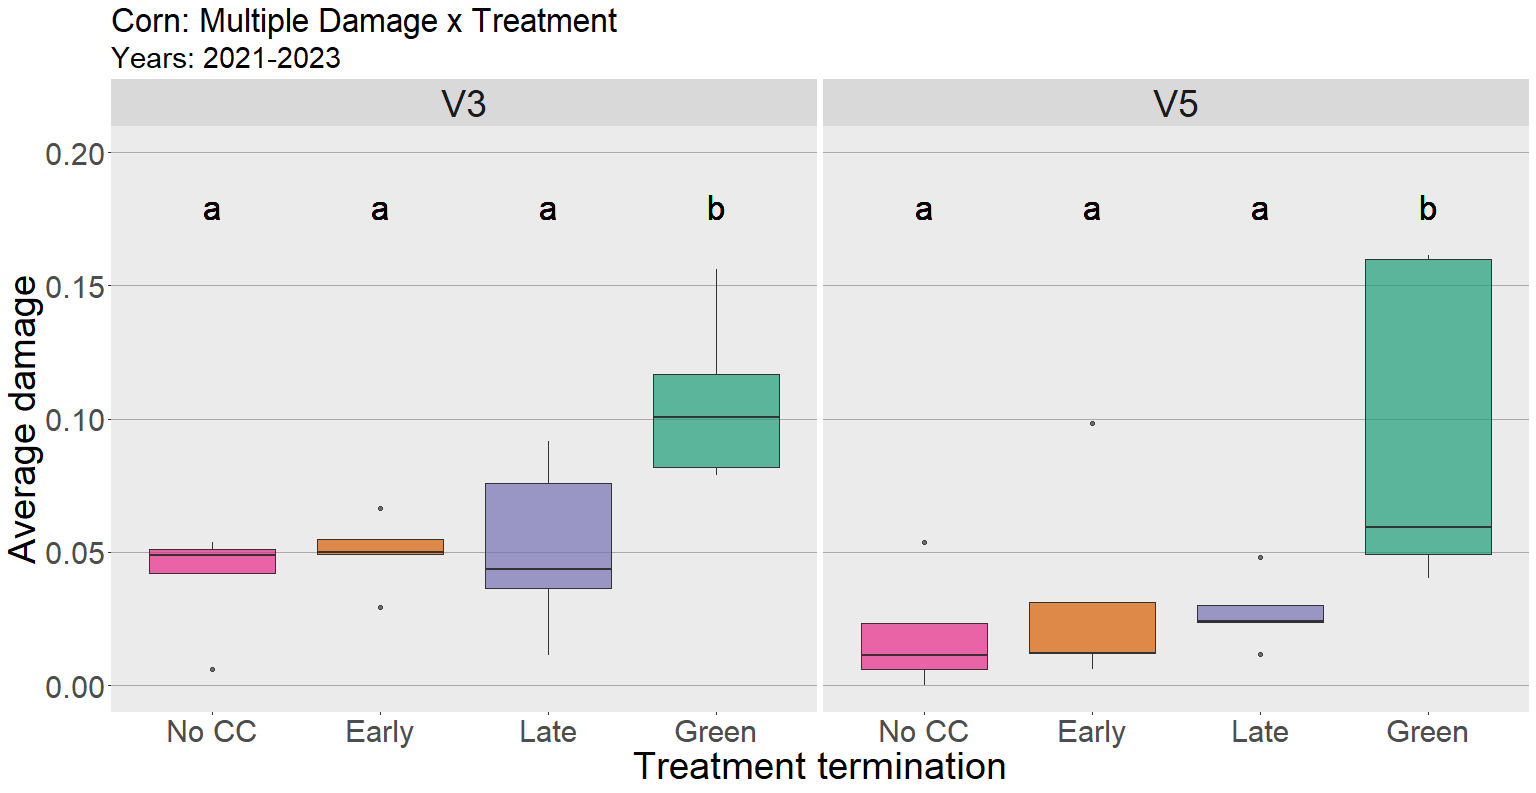 Corn: Multiple Damage x Treatment
Years: 2021-2023
V3 V5
Average damage
0.20
a a a b a a a b
0.15
0.10
0.05
0.00
No CC Early Late Green No CC Early Late Green
Treatment termination